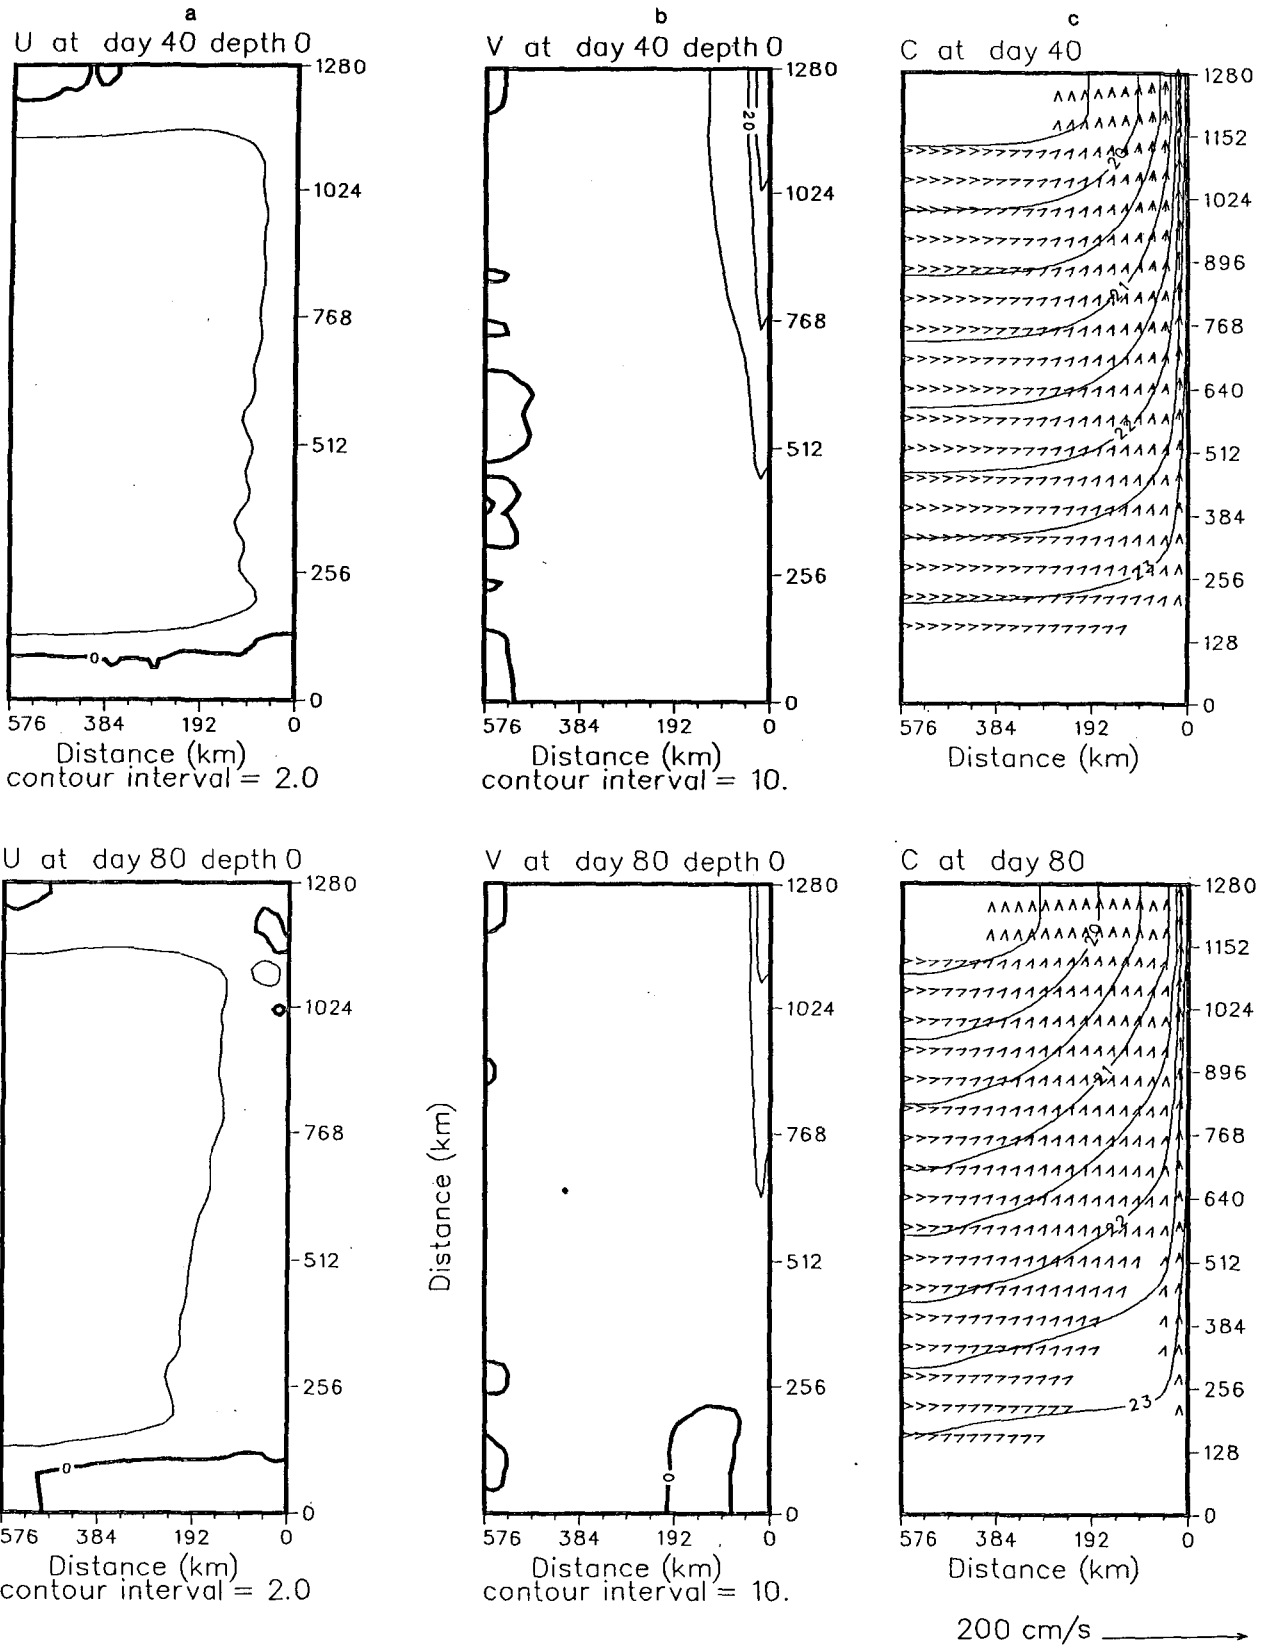 a
b
c
U at day 40 depth 0
V at day 40 depth 0
C at day 40
1280
1024
768
512
256
0
0
576 384 192 0
Distance (km)
contour interval = 2.0
1280
1024
768
512
256
0
20
576 384 192 0
Distance (km)
contour interval = 10.
1280
1152
1024
896
768
640
512
384
256
128
0
20
21
22
23
576 384 192 0
Distance (km)
U at day 80 depth 0
V at day 80 depth 0
C at day 80
1280
1024
768
512
256
0
0
576 384 192 0
Distance (km)
contour interval = 2.0
Distance (km)
1280
1024
768
512
256
0
0
576 384 192 0
Distance (km)
contour interval = 10.
1280
1152
1024
896
768
640
512
384
256
128
0
20
21
22
23
576 384 192 0
Distance (km)
200 cm/s